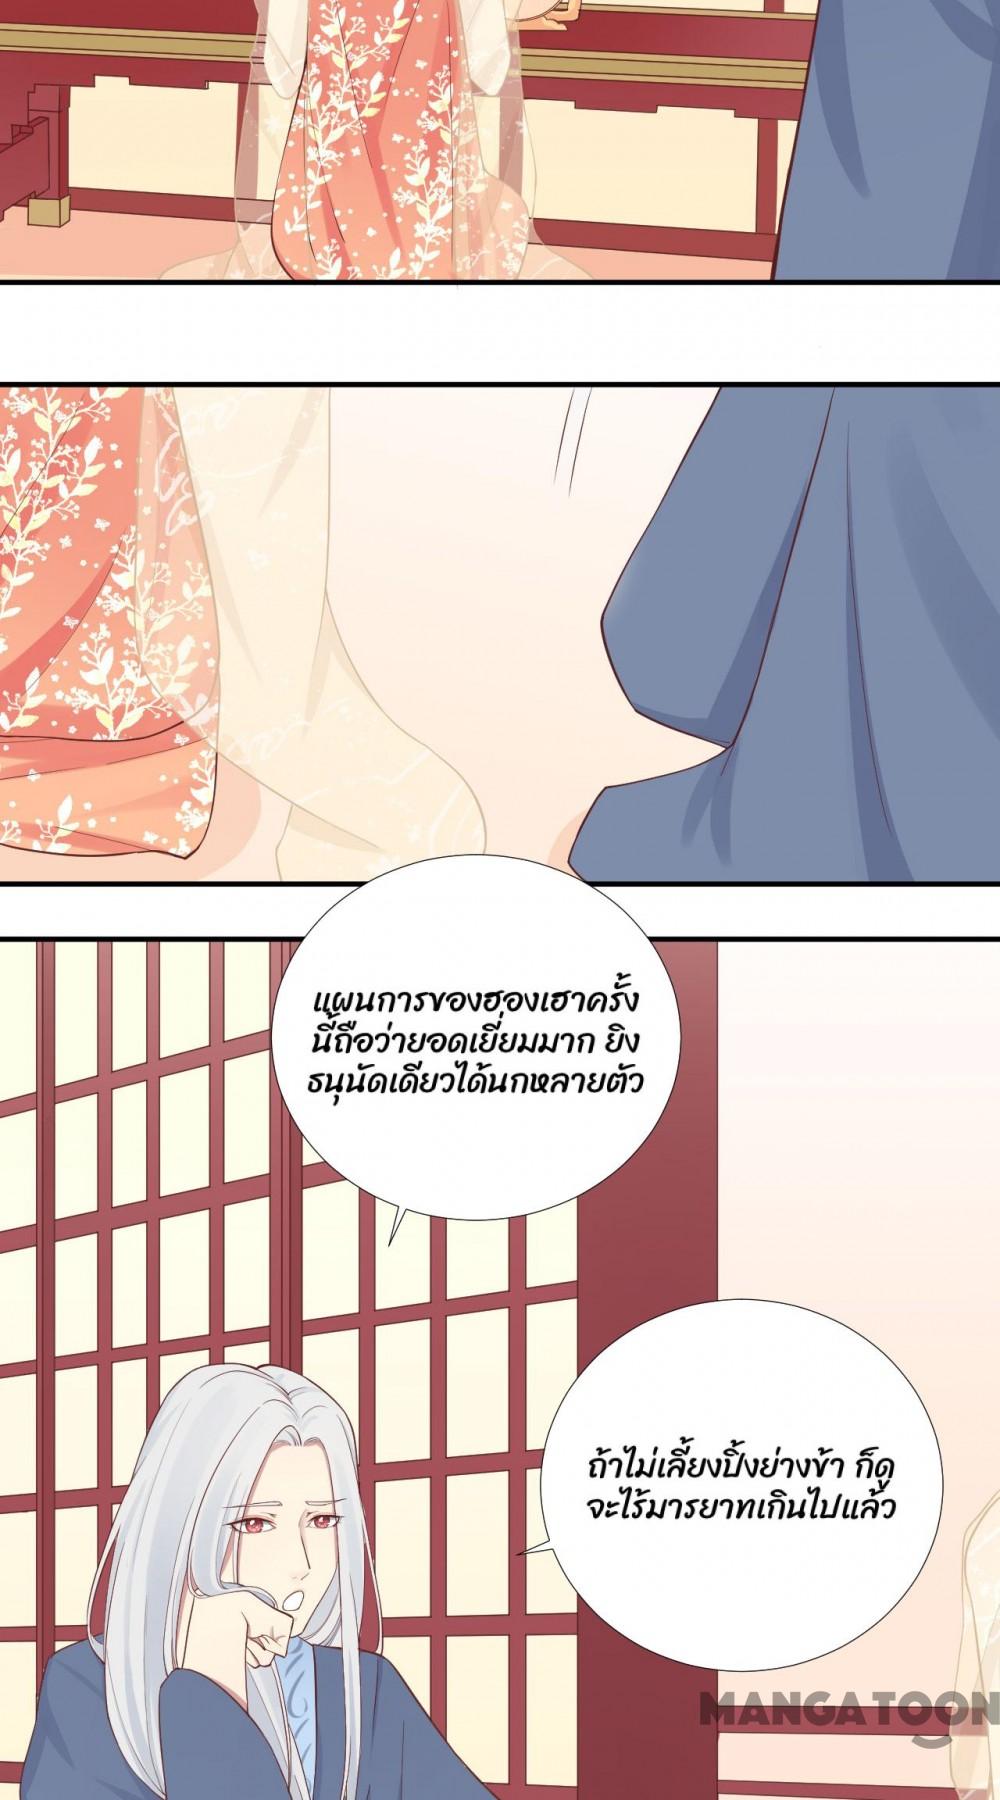 แผนการของฮองเฮาครั้ง
นี้ถือว่ายอดเยี่ยมมาก ยิง
ธนูนัดเดียวได้นกหลายตัว
ถ้าไม่เลี้ยงปิ้งย่างข้า ก็ดู
จะไร้มารยาทเกินไปแล้ว
MANGATOON